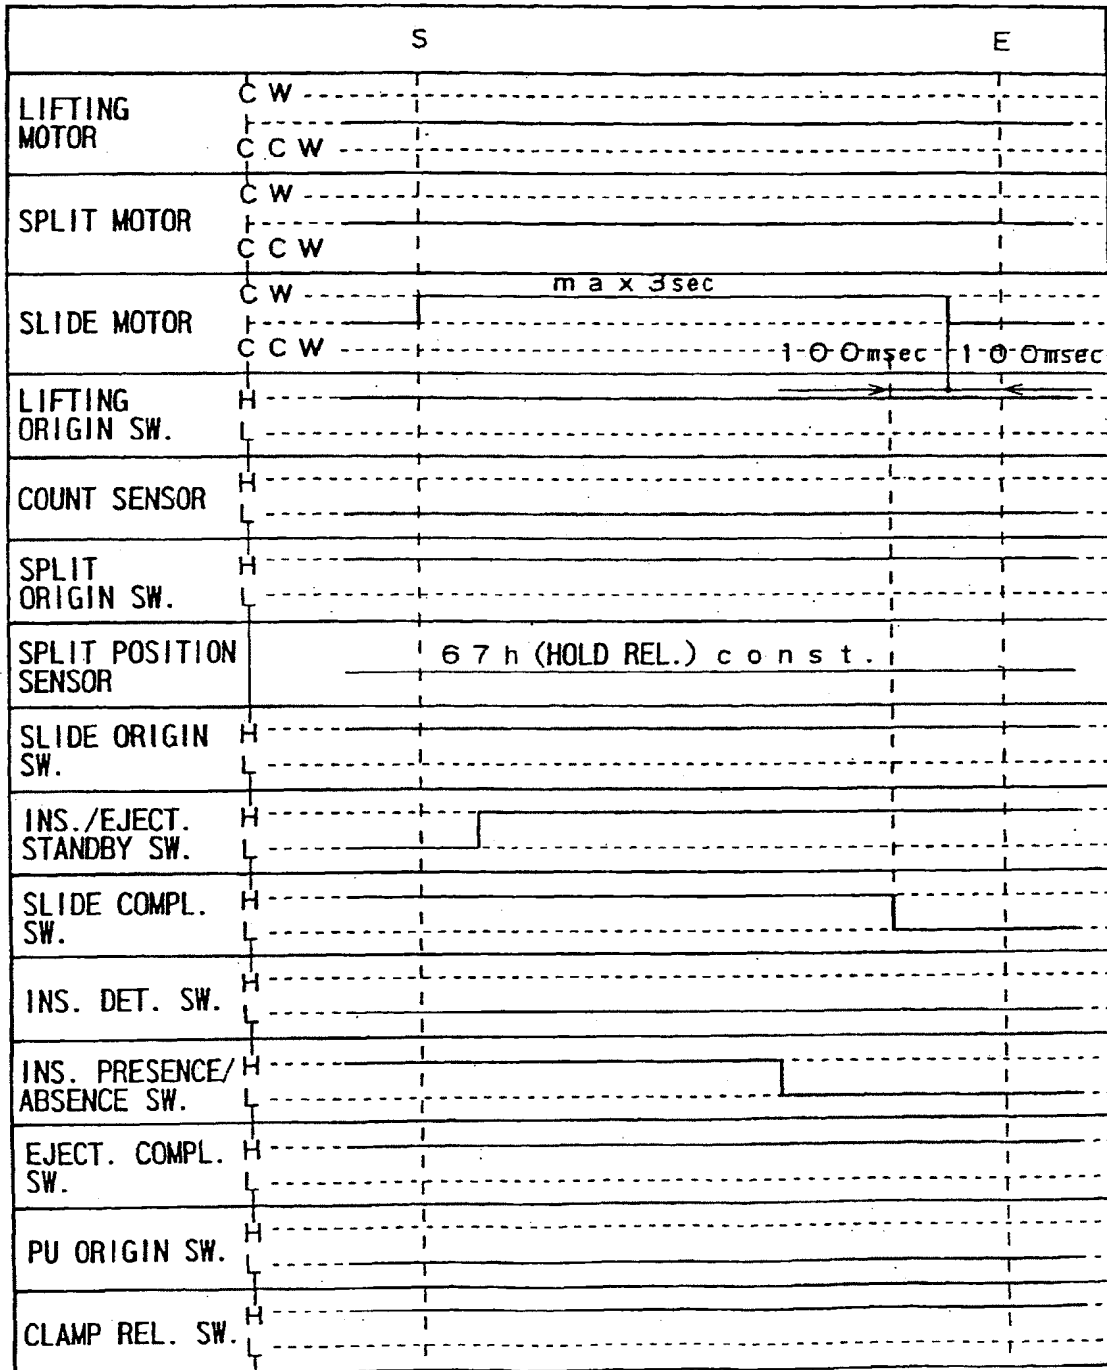 S E
LIFTING
MOTOR
CW
CCW
SPLIT MOTOR
CW
CCW
SLIDE MOTOR
CW
CCW
max 3sec
100msec 100msec
LIFTING
ORIGIN SW.
H
L
COUNT SENSOR
H
L
SPLIT
ORIGIN SW.
H
L
SPLIT POSITION
SENSOR
67h (HOLD REL.) const.
SLIDE ORIGIN
SW.
H
L
INS./EJECT.
STANDBY SW.
H
L
SLIDE COMPL.
SW.
H
L
INS. DET. SW.
H
L
INS. PRESENCE/
ABSENCE SW.
H
L
EJECT. COMPL.
SW.
H
L
PU ORIGIN SW.
H
L
CLAMP REL. SW.
H
L